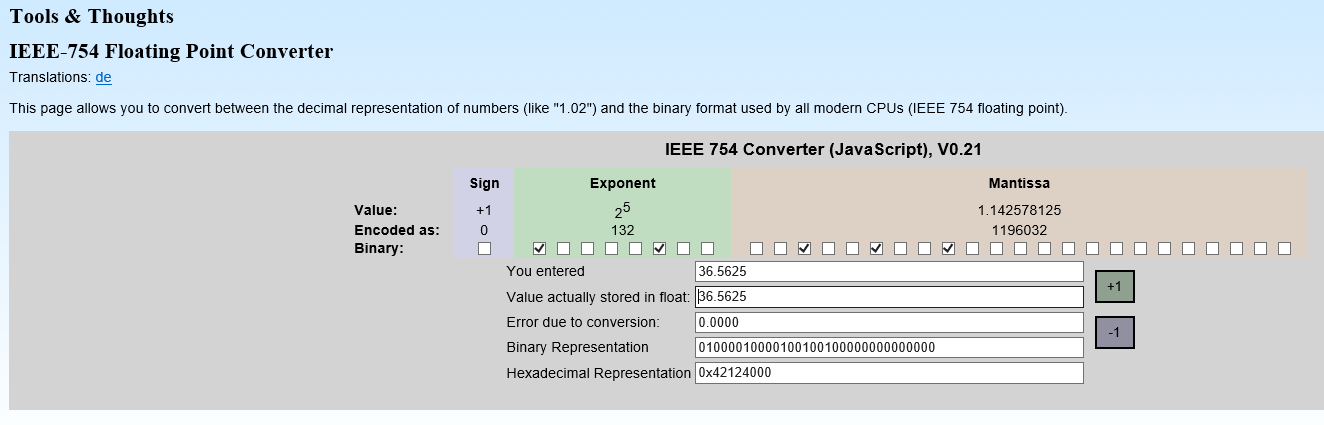 Tools & Thoughts
IEEE-754 Floating Point Converter
Translations: de
This page allows you to convert between the decimal representation of numbers (like "1.02") and the binary format used by all modern CPUs (IEEE 754 floating point).
IEEE 754 Converter (JavaScript), V0.21
Sign Exponent Mantissa
Value: +1 2^5 1.142578125
Encoded as: 0 132 1196032
Binary:
You entered 36.5625
Value actually stored in float: 36.5625
+1
Error due to conversion: 0.0000
-1
Binary Representation 01000010000100100100000000000000
Hexadecimal Representation 0x42124000